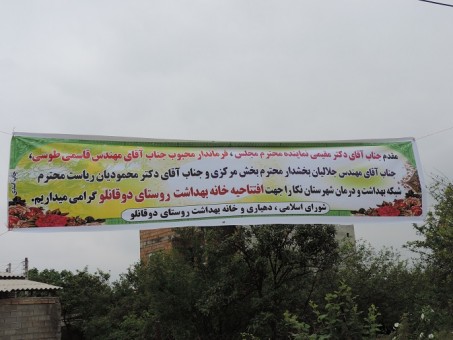 مقدم جناب آقای دکتر مقیمی نماینده محترم مجلس ، فرماندار محبوب جناب آقای مهندس قاسمی طوسی،
جناب آقای مهندس جلالیان بخشدار محترم بخش مرکزی و جناب آقای دکتر محمودیان ریاست محترم
شبکه بهداشت و درمان شهرستان نکا را جهت افتتاحیه خانه بهداشت روستای دوقانلو گرامی میداریم.
شورای اسلامی ، دهیاری و خانه بهداشت روستای دوقانلو